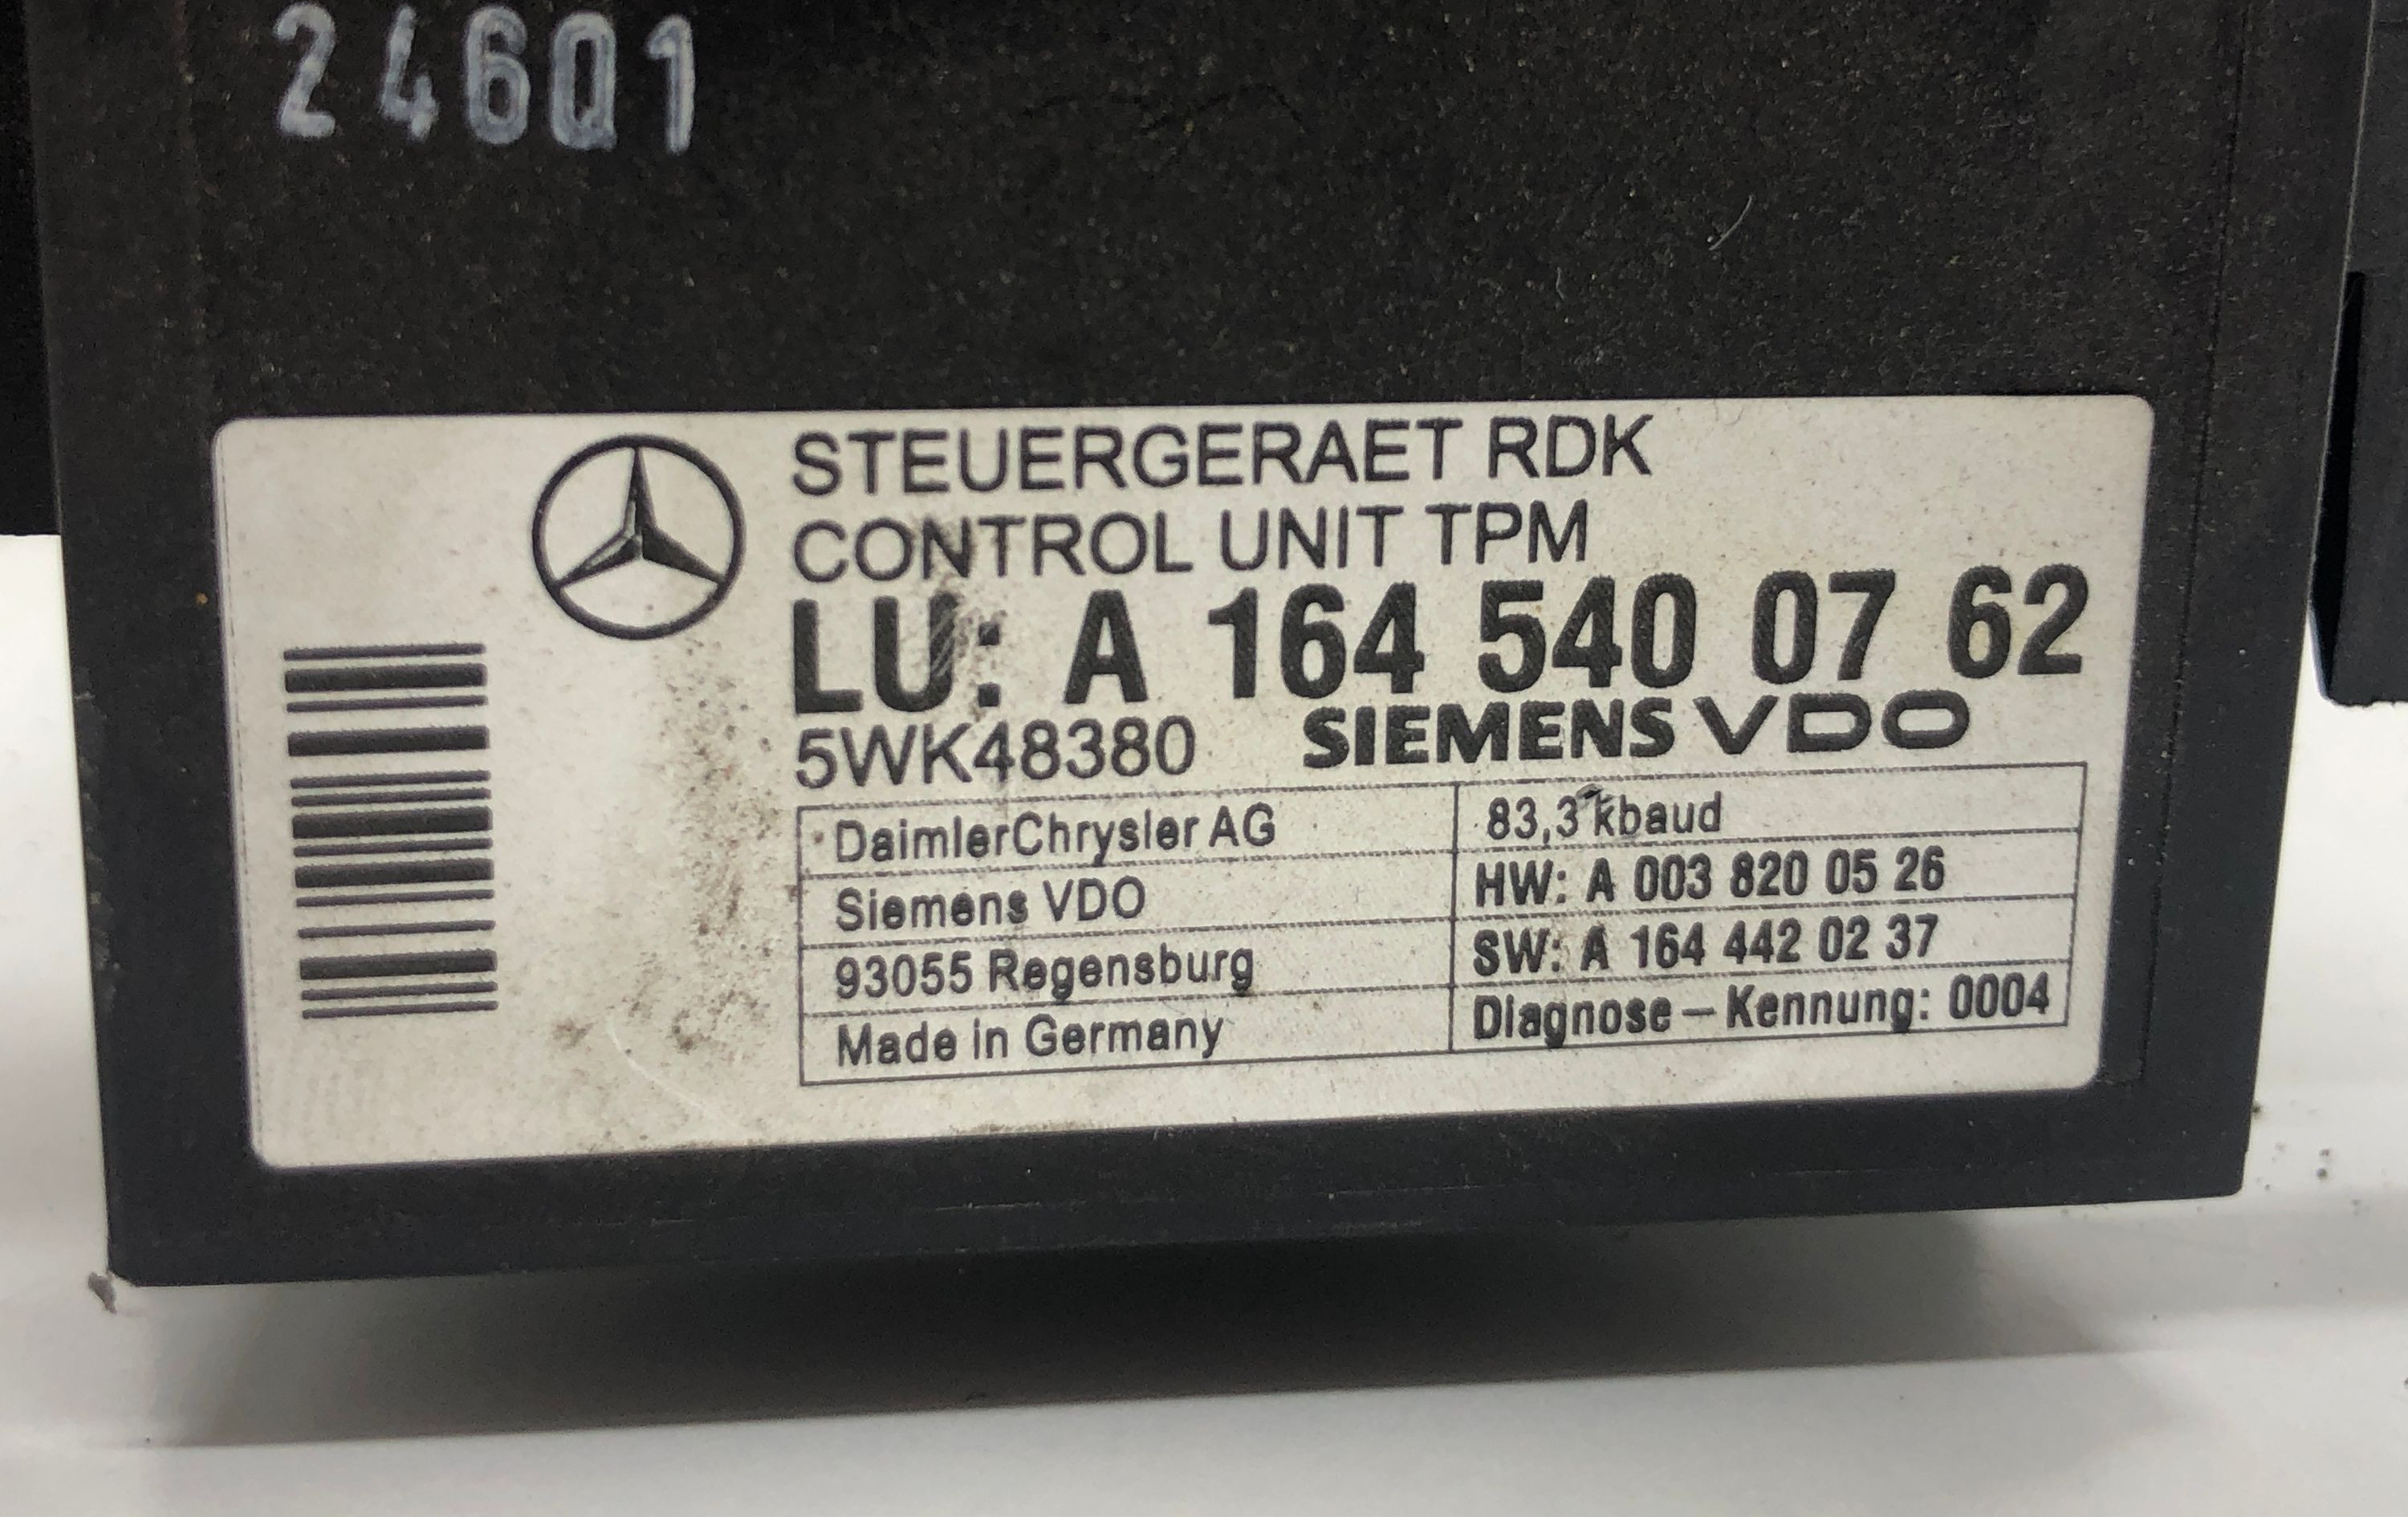 24601
STEUERGERAET RDK
CONTROL UNIT TPM
LU: A 164 540 07 62
5WK48380 SIEMENS VDO
DaimlerChrysler AG 83,3 kbaud
Siemens VDO HW: A 003 820 05 26
93055 Regensburg SW: A 164 442 02 37
Made in Germany Diagnose – Kennung: 0004